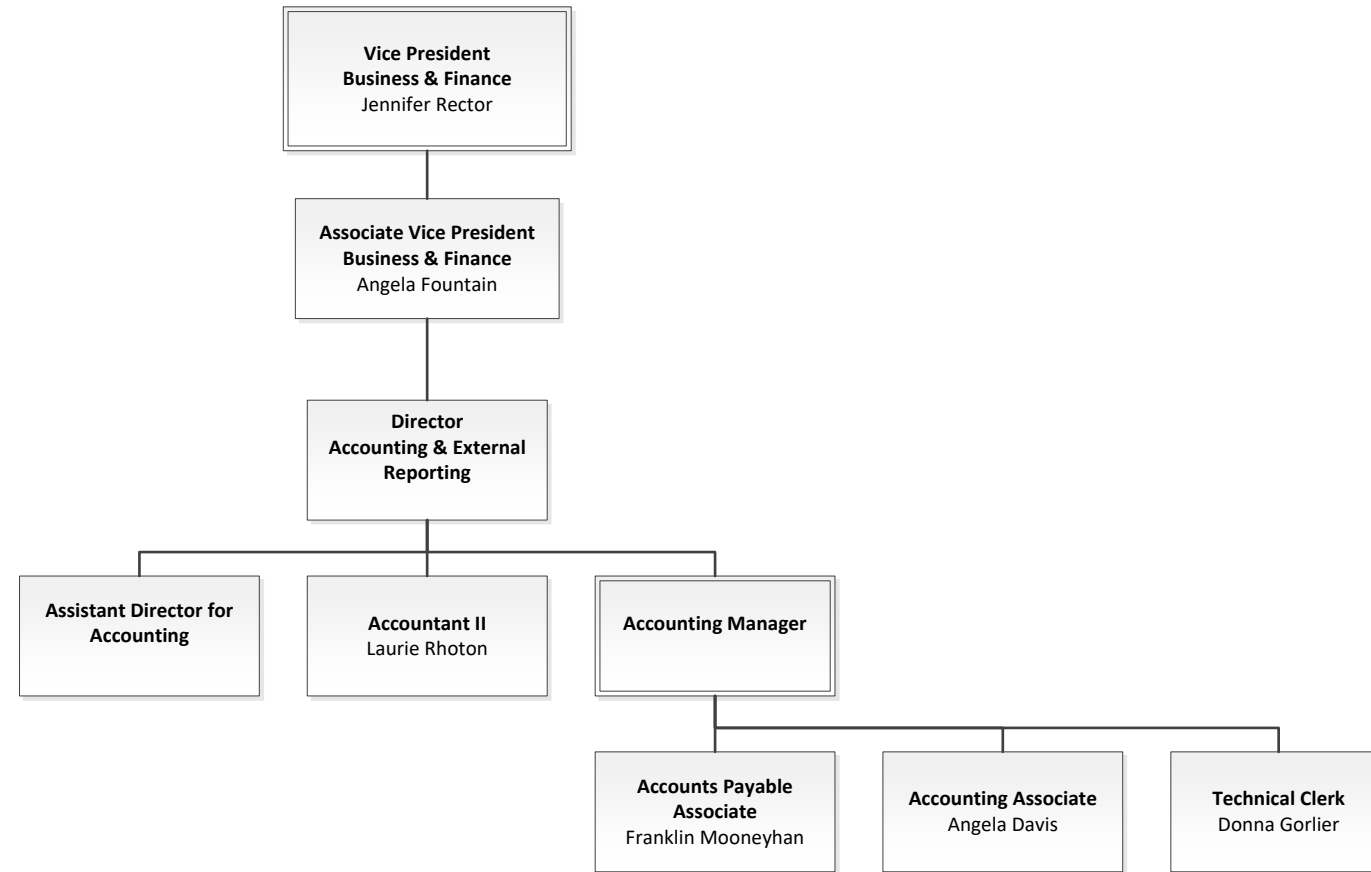 Vice President
Business & Finance
Jennifer Rector
Associate Vice President
Business & Finance
Angela Fountain
Director
Accounting & External
Reporting
Assistant Director for
Accounting
Accountant II
Laurie Rhoton
Accounting Manager
Accounts Payable
Associate
Franklin Mooneyhan
Accounting Associate
Angela Davis
Technical Clerk
Donna Gorlier